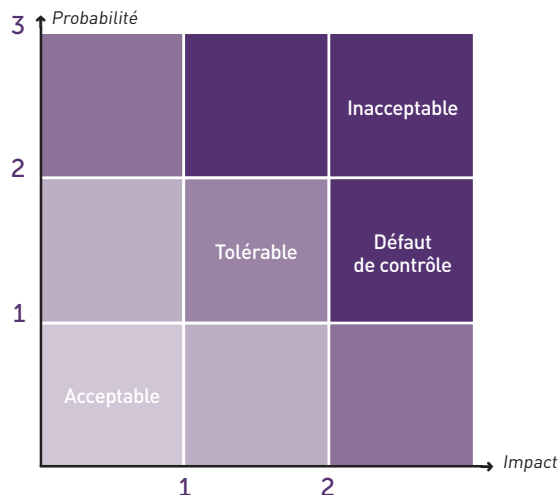 3
Probabilité
Inacceptable
2
Tolérable
Défaut
de contrôle
1
Acceptable
Impact
1
2